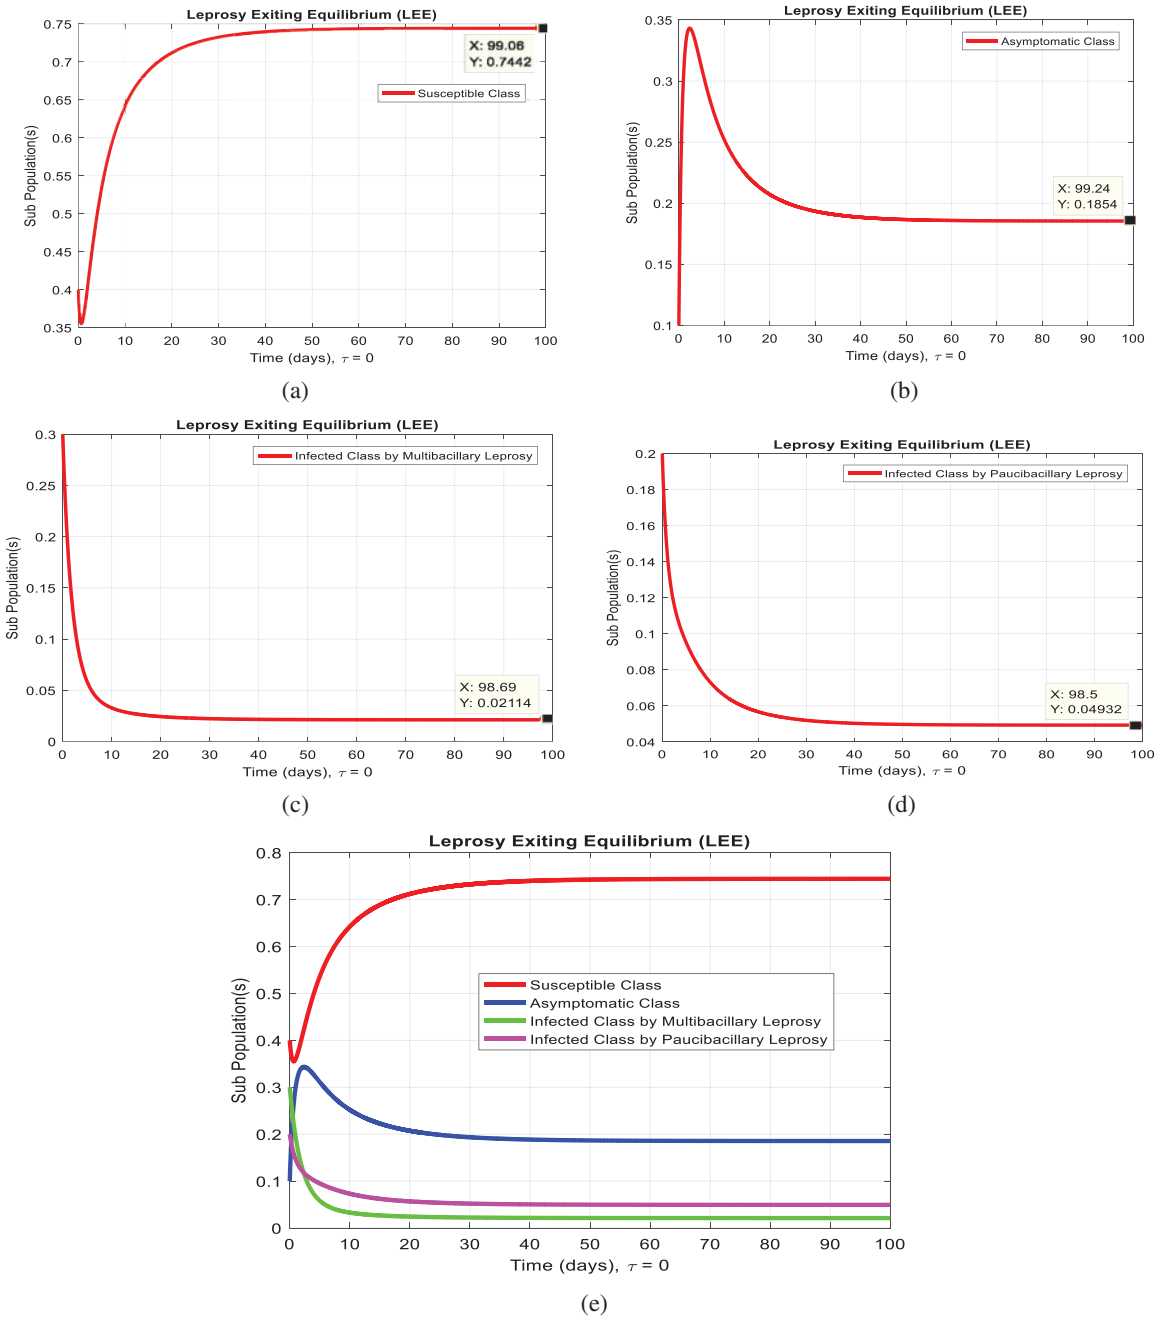 Leprosy Exiting Equilibrium (LEE)
0.75
0.7
0.65
0.6
0.55
0.5
0.45
0.4
0.35
Sub Population(s)
X: 99.06
Y: 0.7442
Susceptible Class
0 10 20 30 40 50 60 70 80 90 100
Time (days), τ = 0
(a)
Leprosy Exiting Equilibrium (LEE)
0.35
0.3
0.25
0.2
0.15
0.1
Sub Population(s)
Asymptomatic Class
X: 99.24
Y: 0.1854
0 10 20 30 40 50 60 70 80 90 100
Time (days), τ = 0
(b)
Leprosy Exiting Equilibrium (LEE)
0.3
0.25
0.2
0.15
0.1
0.05
0
Sub Population(s)
Infected Class by Multibacillary Leprosy
X: 98.69
Y: 0.02114
0 10 20 30 40 50 60 70 80 90 100
Time (days), τ = 0
(c)
Leprosy Exiting Equilibrium (LEE)
0.2
0.18
0.16
0.14
0.12
0.1
0.08
0.06
0.04
Sub Population(s)
Infected Class by Paucibacillary Leprosy
X: 98.5
Y: 0.04932
0 10 20 30 40 50 60 70 80 90 100
Time (days), τ = 0
(d)
Leprosy Exiting Equilibrium (LEE)
0.8
0.7
0.6
0.5
0.4
0.3
0.2
0.1
0
Sub Population(s)
Susceptible Class
Asymptomatic Class
Infected Class by Multibacillary Leprosy
Infected Class by Paucibacillary Leprosy
0 10 20 30 40 50 60 70 80 90 100
Time (days), τ = 0
(e)